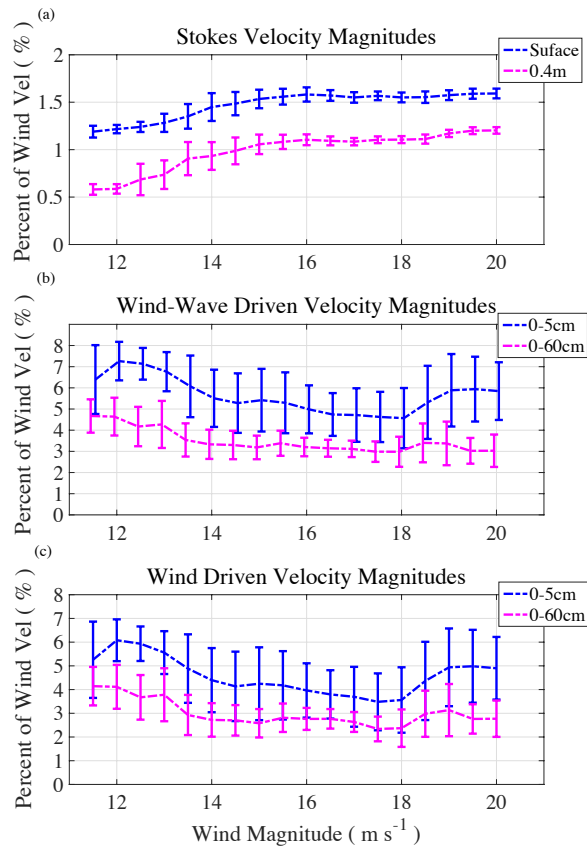 (a)
Stokes Velocity Magnitudes
Suface
0.4m
Percent of Wind Vel ( % )
2
1.5
1
0.5
0
12 14 16 18 20
(b)
Wind-Wave Driven Velocity Magnitudes
0-5cm
0-60cm
Percent of Wind Vel ( % )
8
7
6
5
4
3
2
1
0
12 14 16 18 20
(c)
Wind Driven Velocity Magnitudes
0-5cm
0-60cm
Percent of Wind Vel ( % )
8
7
6
5
4
3
2
1
0
12 14 16 18 20
Wind Magnitude ( m s⁻¹ )